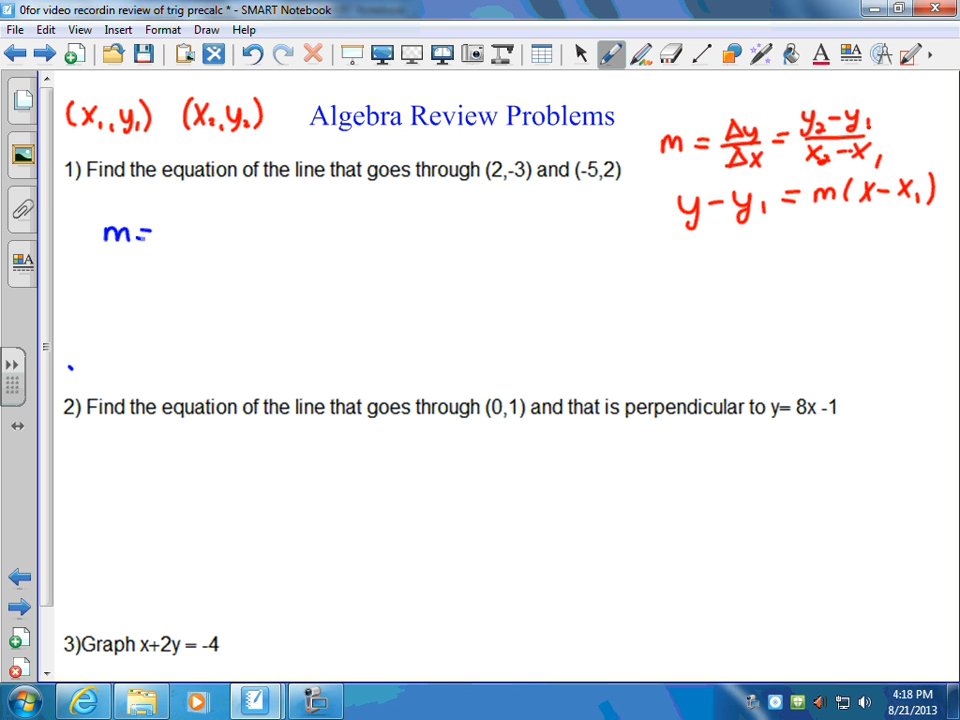 0for video recordin review of trig precalc * - SMART Notebook
File Edit View Insert Format Draw Help
(x₁, y₁) (x₂, y₂) Algebra Review Problems
m = Δy/Δx = y₂-y₁/x₂-x₁
1) Find the equation of the line that goes through (2,-3) and (-5,2)
y - y₁ = m(x - x₁)
m =
2) Find the equation of the line that goes through (0,1) and that is perpendicular to y= 8x -1
3)Graph x+2y = -4
4:18 PM
8/21/2013